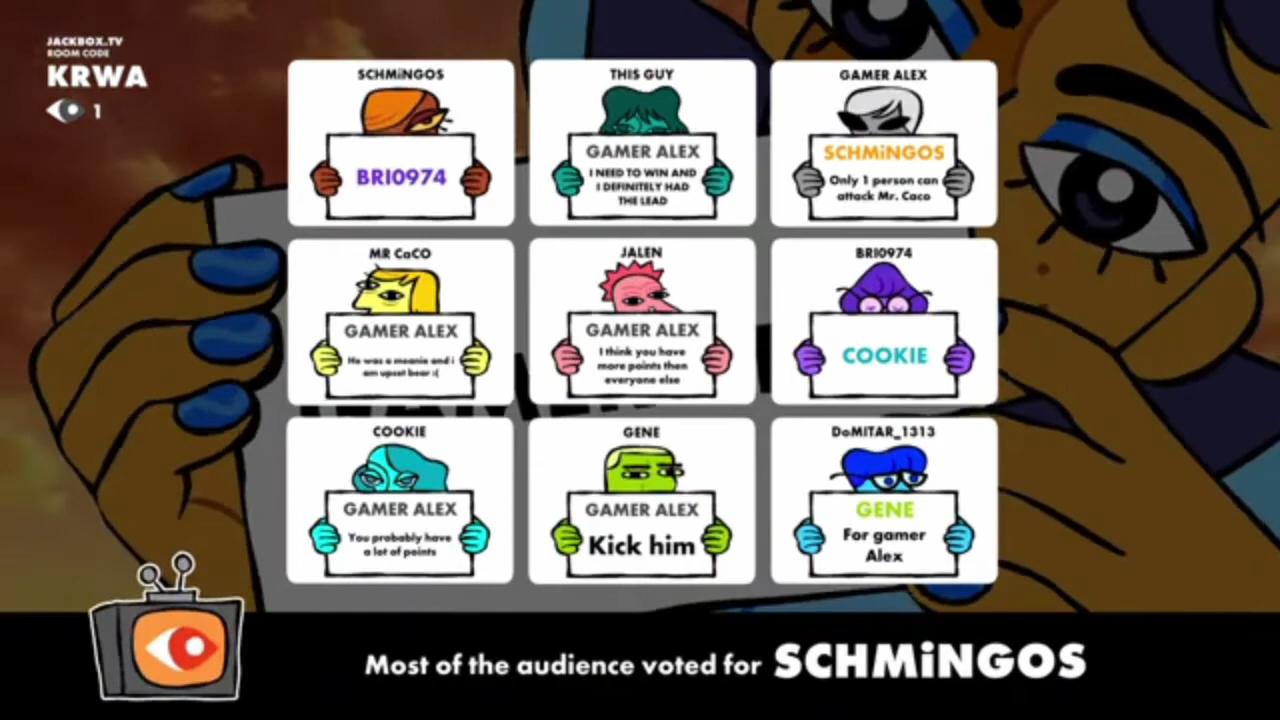 JACKBOX.TV
ROOM CODE
KRWA
1
SCHMiNGOS
BRI0974
THIS GUY
GAMER ALEX
I NEED TO WIN AND
I DEFINITELY HAD
THE LEAD
GAMER ALEX
SCHMiNGOS
Only 1 person can
attack Mr. Caco
MR CaCO
GAMER ALEX
He was a meanie and i
am upset bear :(
JALEN
GAMER ALEX
I think you have
more points then
everyone else
BRI0974
COOKIE
COOKIE
GAMER ALEX
You probably have
a lot of points
GENE
GAMER ALEX
Kick him
DoMITAR_1313
GENE
For gamer
Alex
Most of the audience voted for SCHMiNGOS